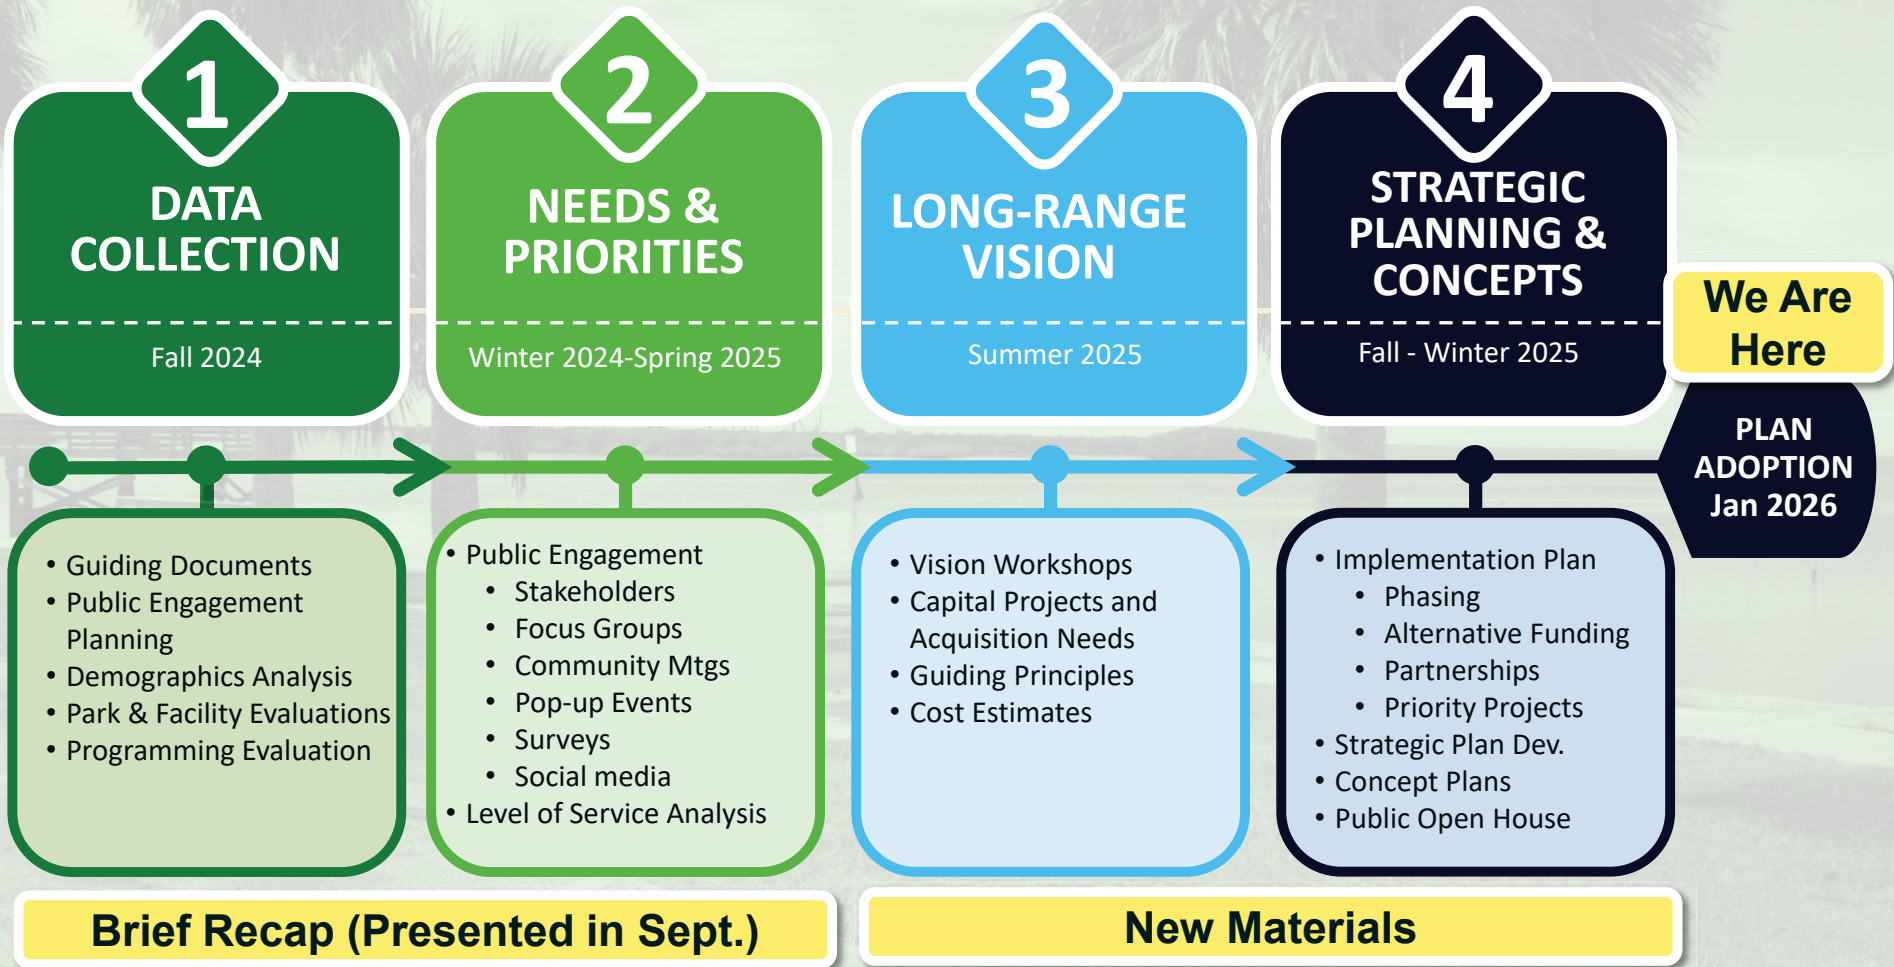 1
DATA
COLLECTION
Fall 2024
2
NEEDS &
PRIORITIES
Winter 2024-Spring 2025
3
LONG-RANGE
VISION
Summer 2025
4
STRATEGIC
PLANNING &
CONCEPTS
Fall - Winter 2025
We Are
Here
PLAN
ADOPTION
Jan 2026
• Guiding Documents
• Public Engagement
Planning
• Demographics Analysis
• Park & Facility Evaluations
• Programming Evaluation
• Public Engagement
• Stakeholders
• Focus Groups
• Community Mtgs
• Pop-up Events
• Surveys
• Social media
• Level of Service Analysis
• Vision Workshops
• Capital Projects and
Acquisition Needs
• Guiding Principles
• Cost Estimates
• Implementation Plan
• Phasing
• Alternative Funding
• Partnerships
• Priority Projects
• Strategic Plan Dev.
• Concept Plans
• Public Open House
Brief Recap (Presented in Sept.)
New Materials